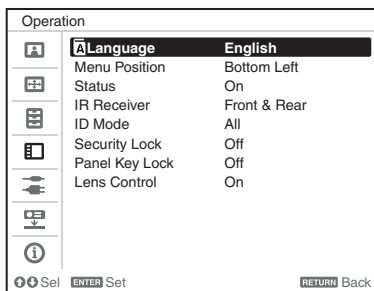 Operation
A Language English
Menu Position Bottom Left
Status On
IR Receiver Front & Rear
ID Mode All
Security Lock Off
Panel Key Lock Off
Lens Control On
Sel ENTER Set RETURN Back